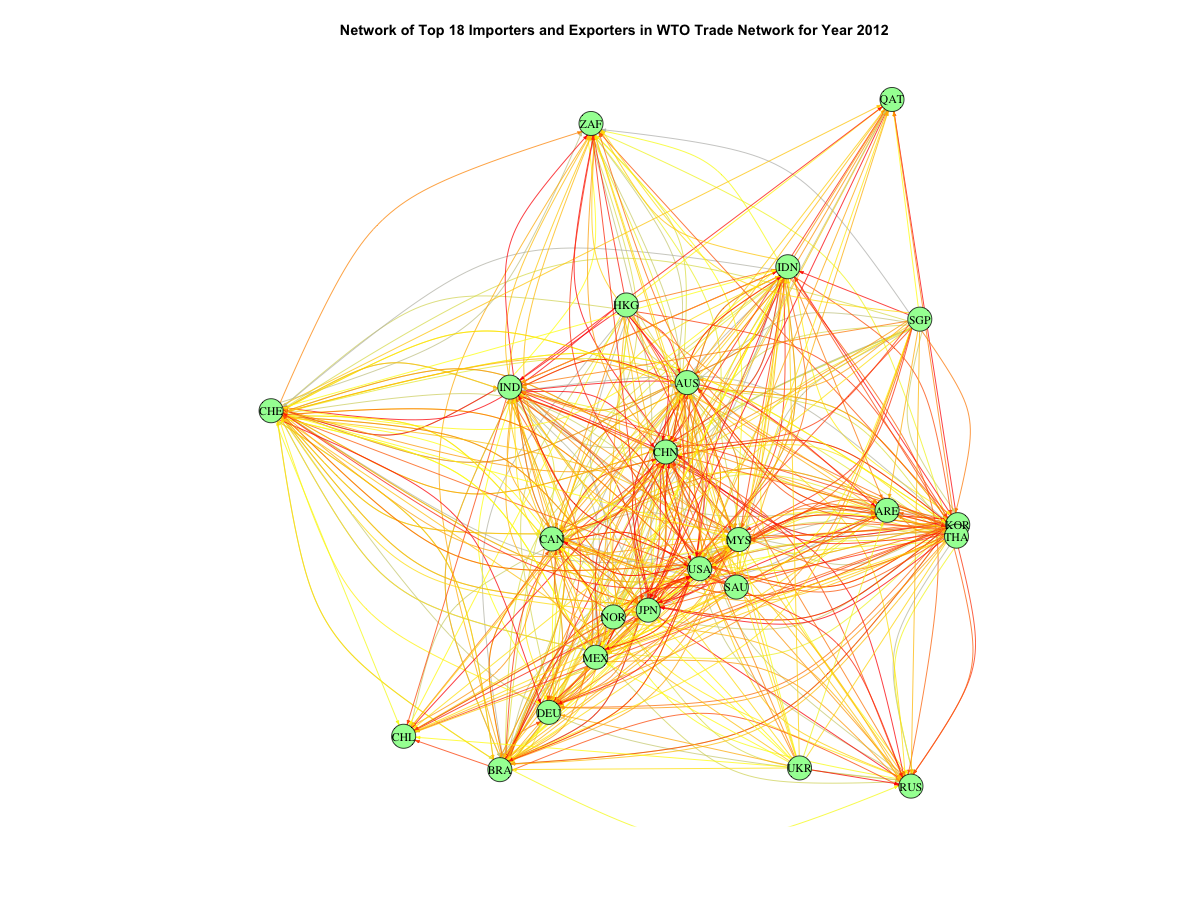 Network of Top 18 Importers and Exporters in WTO Trade Network for Year 2012
QAT
ZAF
IDN
HKG
SGP
AUS
IND
CHE
CHN
ARE
KOR
THA
CAN
MYS
USA
SAU
JPN
NOR
MEX
DEU
CHL
BRA
UKR
RUS